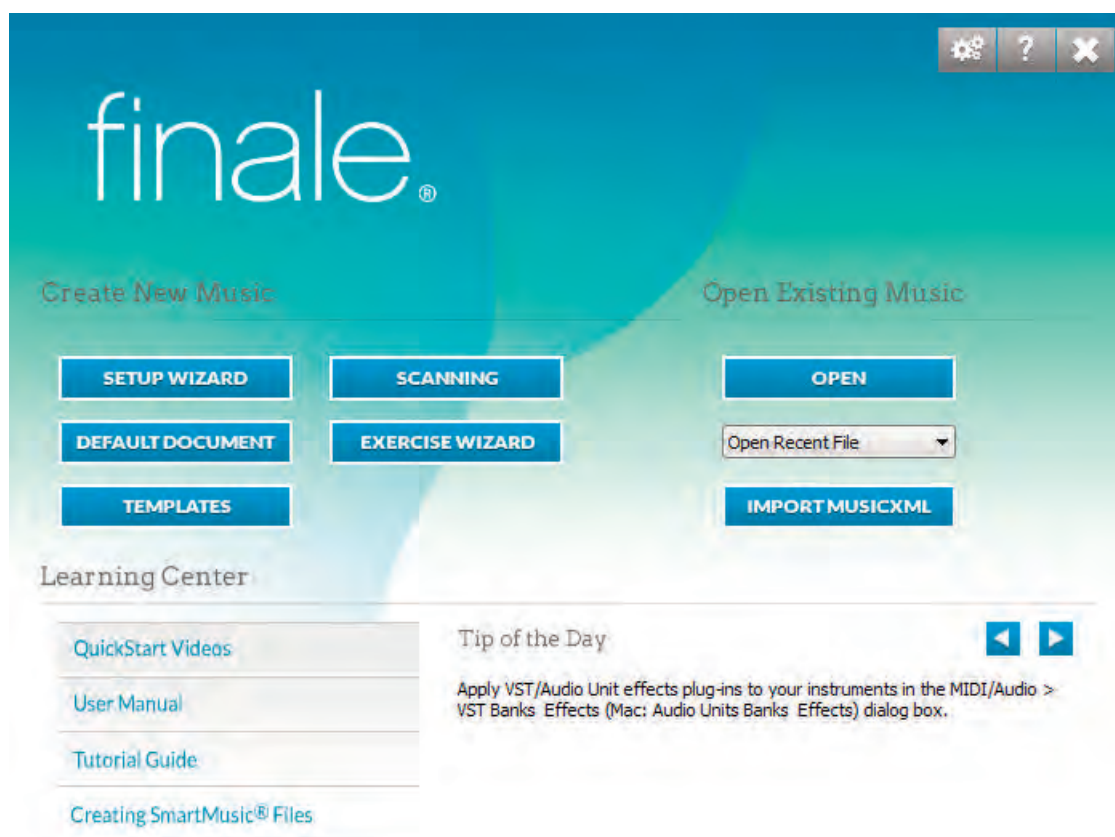 ?
finale®
Create New Music
Open Existing Music
SETUP WIZARD
SCANNING
OPEN
DEFAULT DOCUMENT
EXERCISE WIZARD
Open Recent File
TEMPLATES
IMPORT MUSICXML
Learning Center
QuickStart Videos
User Manual
Tutorial Guide
Creating SmartMusic® Files
Tip of the Day
Apply VST/Audio Unit effects plug-ins to your instruments in the MIDI/Audio >
VST Banks Effects (Mac: Audio Units Banks Effects) dialog box.